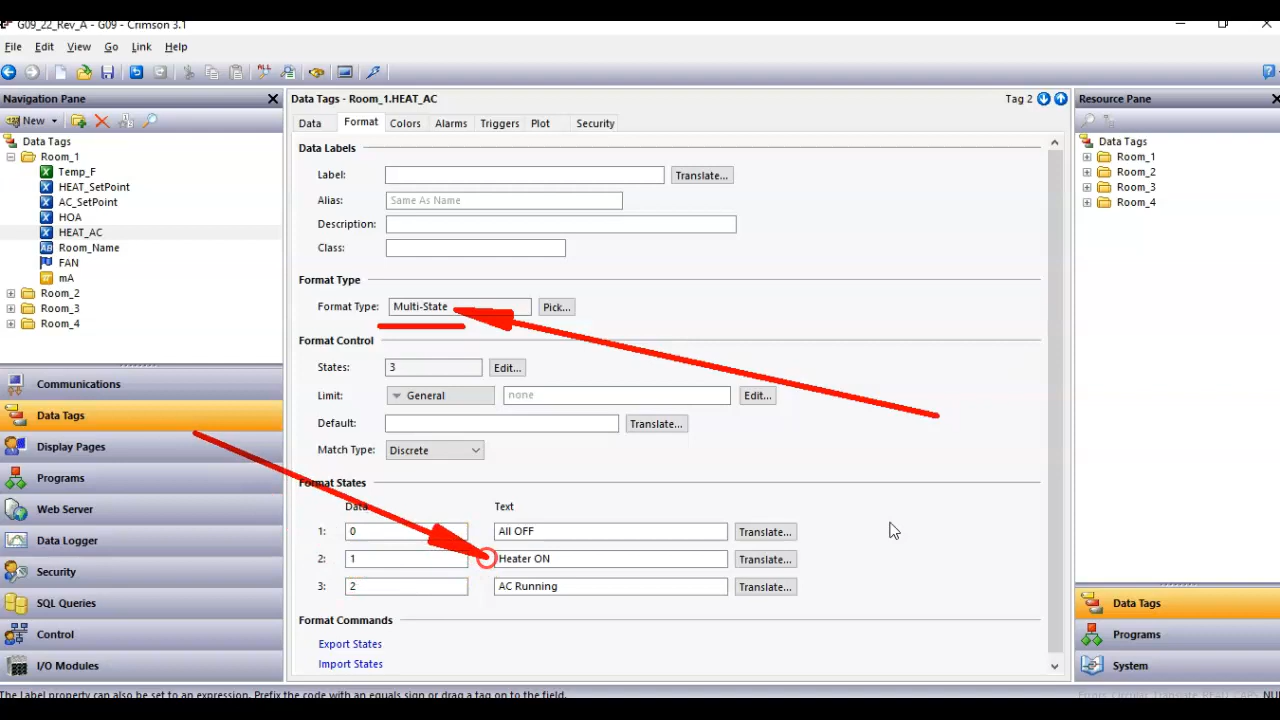 G09_22_Rev_A - G09 - Crimson 3.1
File Edit View Go Link Help
Navigation Pane
New
Data Tags
Room_1
Temp_F
HEAT_SetPoint
AC_SetPoint
HOA
HEAT_AC
Room_Name
FAN
mA
Room_2
Room_3
Room_4
Communications
Data Tags
Display Pages
Programs
Web Server
Data Logger
Security
SQL Queries
Control
I/O Modules
Data Tags - Room_1.HEAT_AC Tag 2
Data Format Colors Alarms Triggers Plot Security
Data Labels
Label: Translate...
Alias: Same As Name
Description:
Class:
Format Type
Format Type: Multi-State Pick...
Format Control
States: 3 Edit...
Limit: General none Edit...
Default: Translate...
Match Type: Discrete
Format States
Data Text
1: 0 All OFF Translate...
2: 1 Heater ON Translate...
3: 2 AC Running Translate...
Format Commands
Export States
Import States
Resource Pane
Data Tags
Room_1
Room_2
Room_3
Room_4
Data Tags
Programs
System
The Label property can also be set to an expression. Prefix the code with an equals sign or drag a tag on to the field.
Errors Circular Translate READ CAPS NU